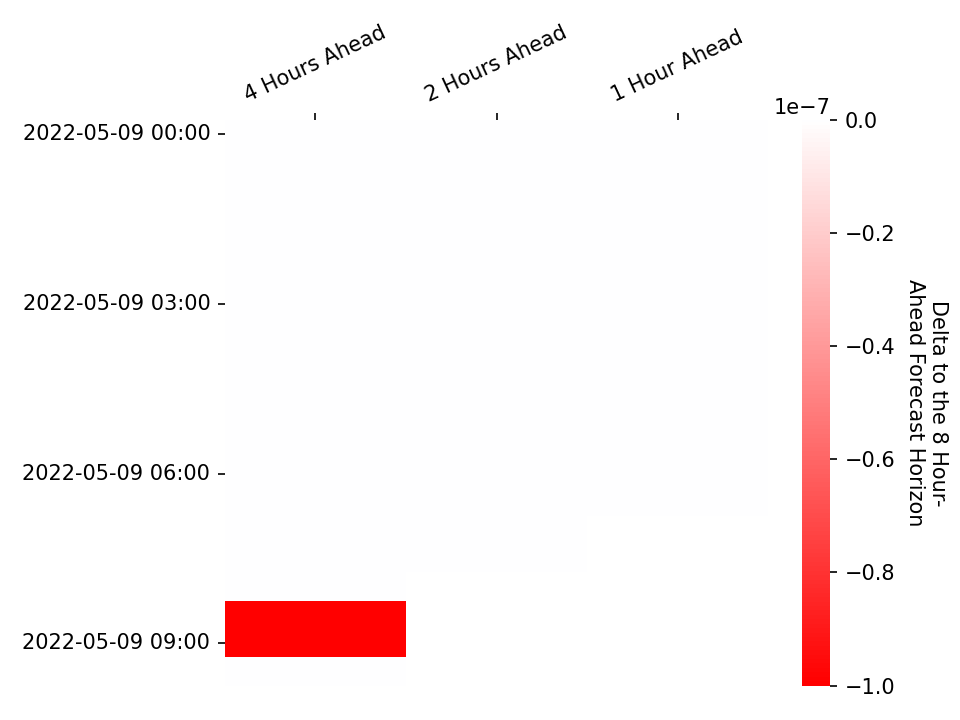 4 Hours Ahead
2 Hours Ahead
1 Hour Ahead
2022-05-09 00:00
2022-05-09 03:00
2022-05-09 06:00
2022-05-09 09:00
1e−7
0.0
−0.2
−0.4
−0.6
−0.8
−1.0
Delta to the 8 Hour-
Ahead Forecast Horizon